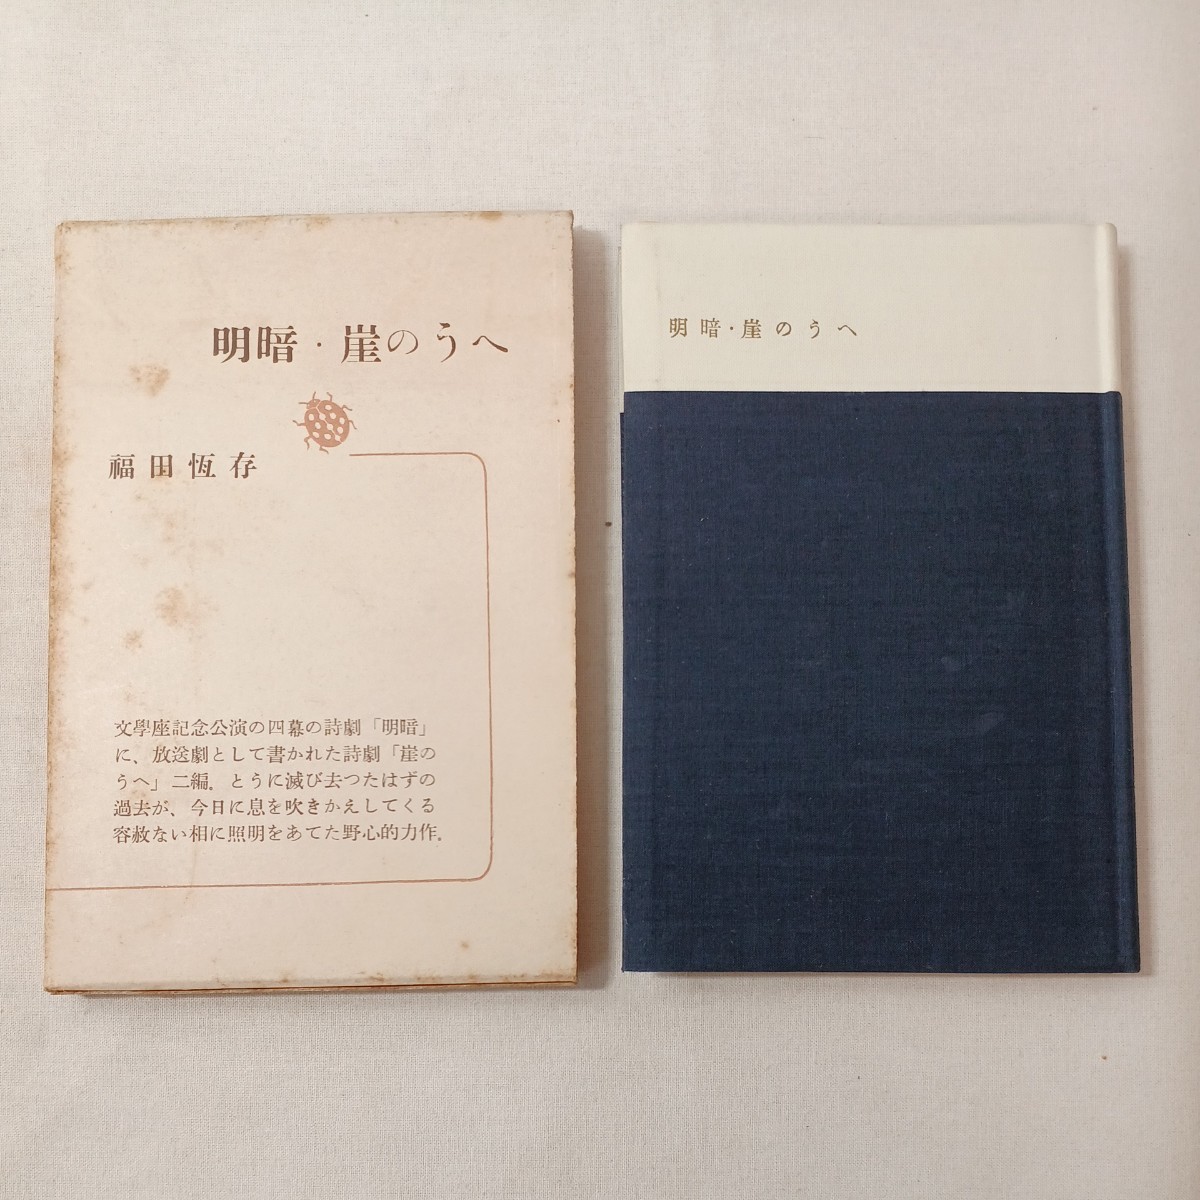 明暗・崖のうへ
福田恆存
文學座記念公演の四幕の詩劇「明暗」
に、放送劇として書かれた詩劇「崖の
うへ」二編．とうに滅び去つたはずの
過去が、今日に息を吹きかえしてくる
容赦ない相に照明をあてた野心的力作．
明暗・崖のうへ